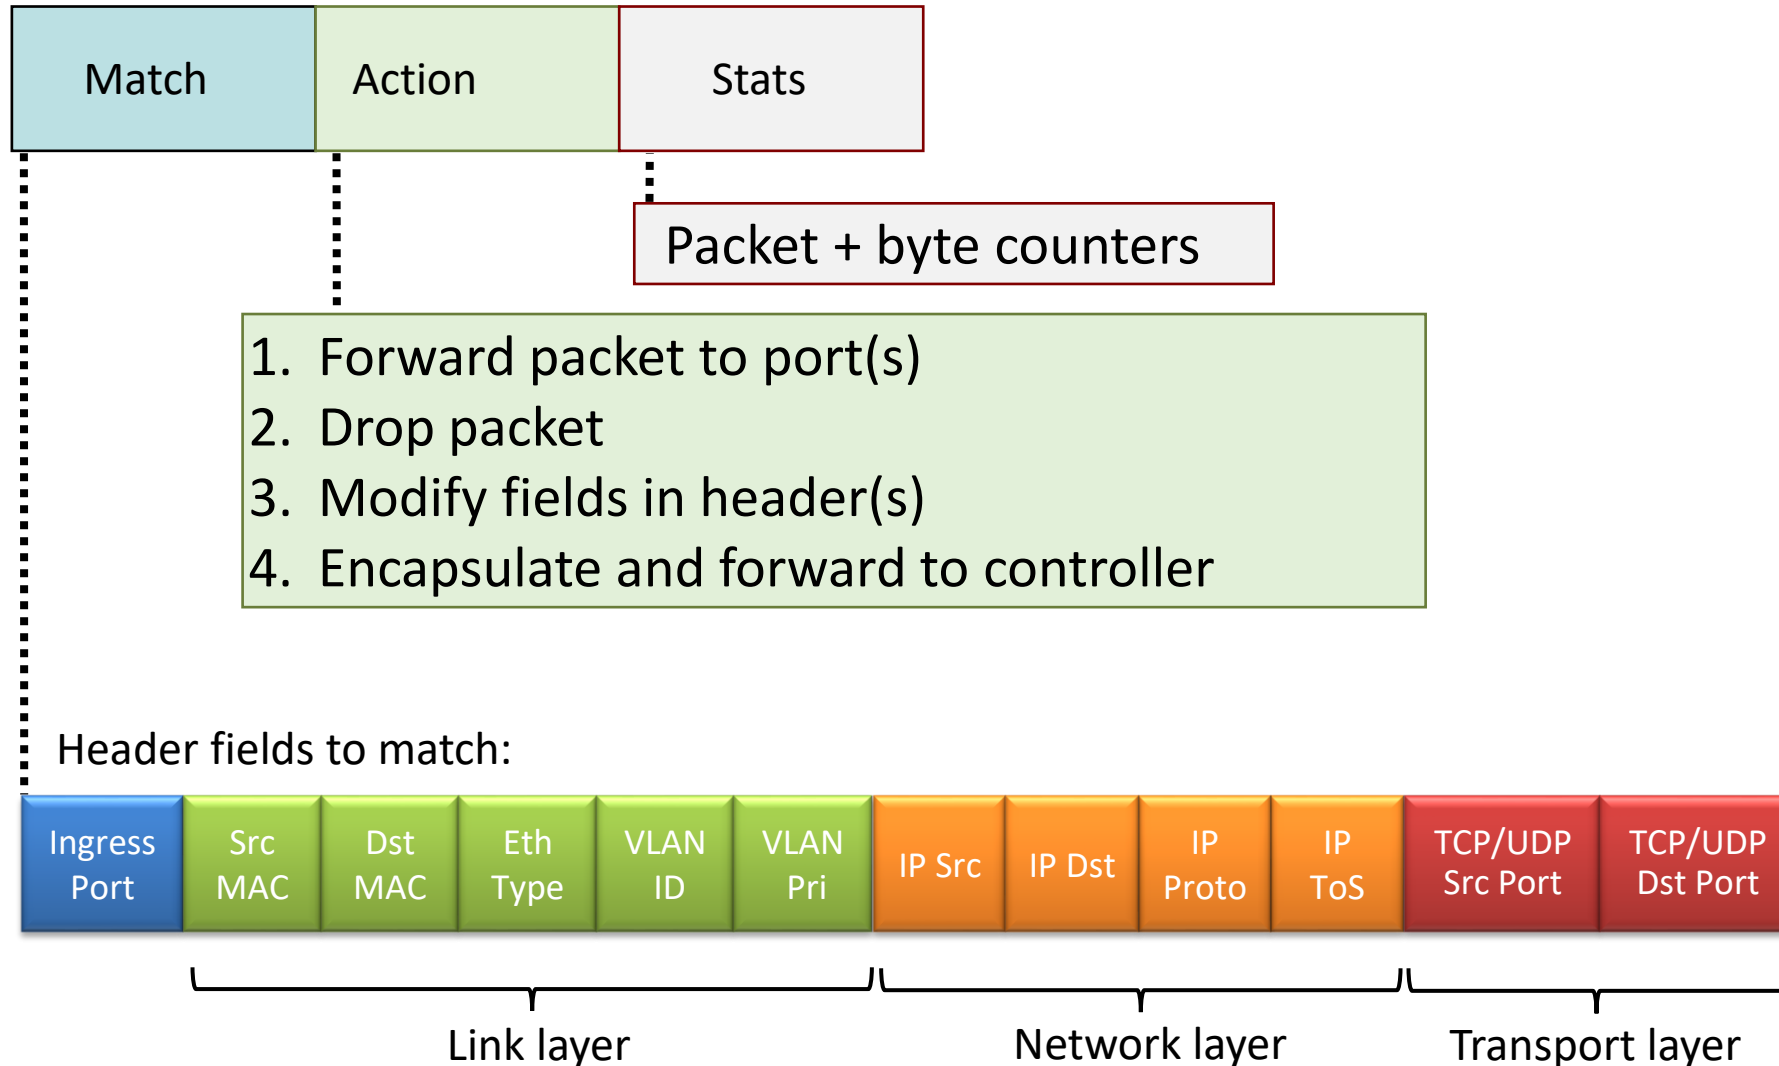 Match
Action
Stats
Packet + byte counters
1. Forward packet to port(s)
2. Drop packet
3. Modify fields in header(s)
4. Encapsulate and forward to controller
Header fields to match:
Ingress
Port
Src
MAC
Dst
MAC
Eth
Type
VLAN
ID
VLAN
Pri
IP Src
IP Dst
IP
Proto
IP
ToS
TCP/UDP
Src Port
TCP/UDP
Dst Port
Link layer
Network layer
Transport layer